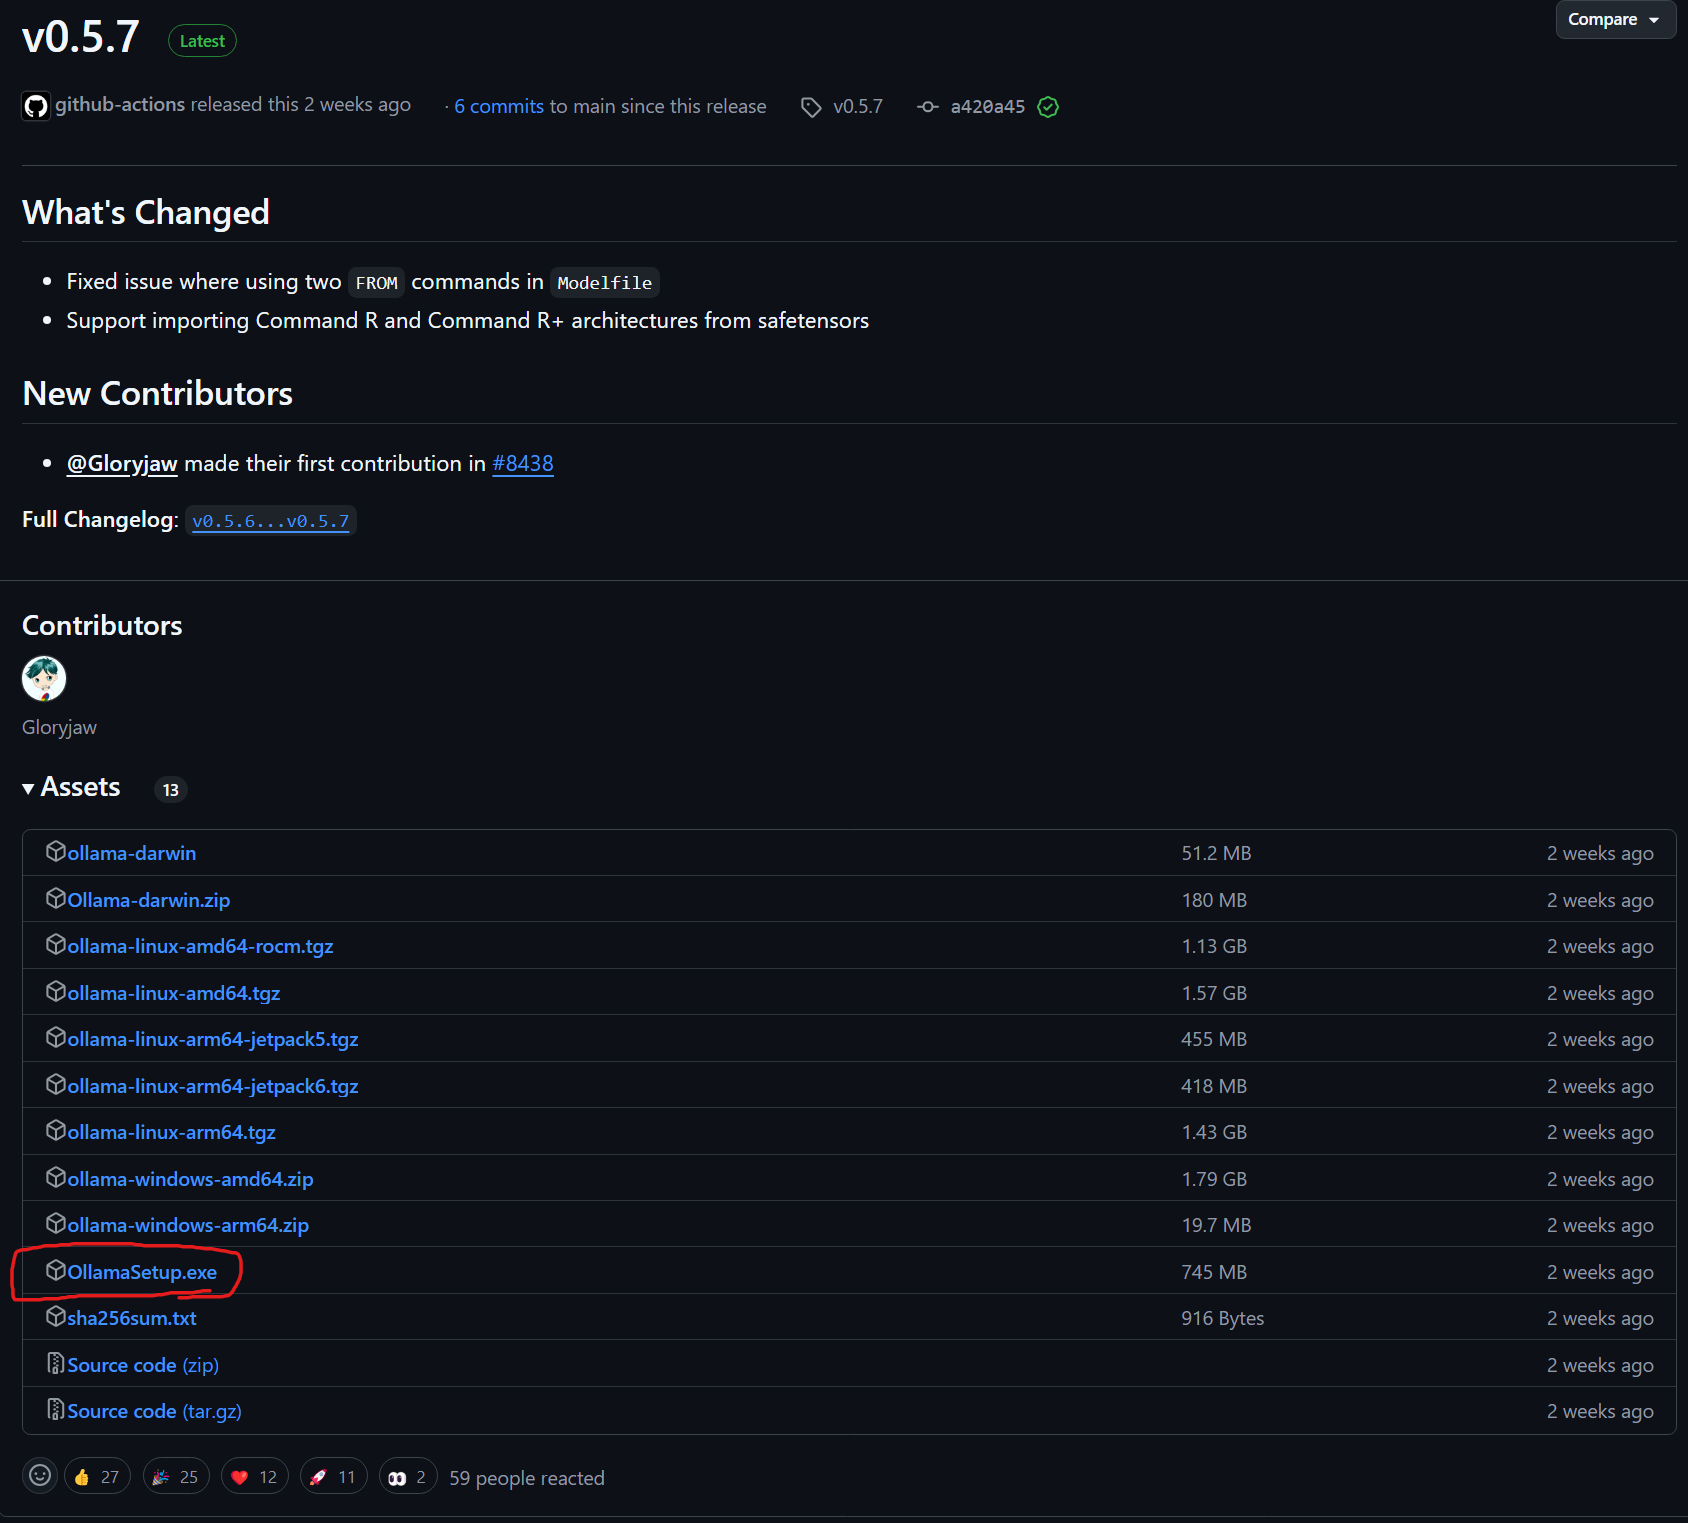 v0.5.7 Latest Compare
github-actions released this 2 weeks ago · 6 commits to main since this release v0.5.7 a420a45
What's Changed
Fixed issue where using two FROM commands in Modelfile
Support importing Command R and Command R+ architectures from safetensors
New Contributors
@Gloryjaw made their first contribution in #8438
Full Changelog: v0.5.6...v0.5.7
Contributors
Gloryjaw
Assets 13
ollama-darwin 51.2 MB 2 weeks ago
Ollama-darwin.zip 180 MB 2 weeks ago
ollama-linux-amd64-rocm.tgz 1.13 GB 2 weeks ago
ollama-linux-amd64.tgz 1.57 GB 2 weeks ago
ollama-linux-arm64-jetpack5.tgz 455 MB 2 weeks ago
ollama-linux-arm64-jetpack6.tgz 418 MB 2 weeks ago
ollama-linux-arm64.tgz 1.43 GB 2 weeks ago
ollama-windows-amd64.zip 1.79 GB 2 weeks ago
ollama-windows-arm64.zip 19.7 MB 2 weeks ago
OllamaSetup.exe 745 MB 2 weeks ago
sha256sum.txt 916 Bytes 2 weeks ago
Source code (zip) 2 weeks ago
Source code (tar.gz) 2 weeks ago
27 25 12 11 2 59 people reacted